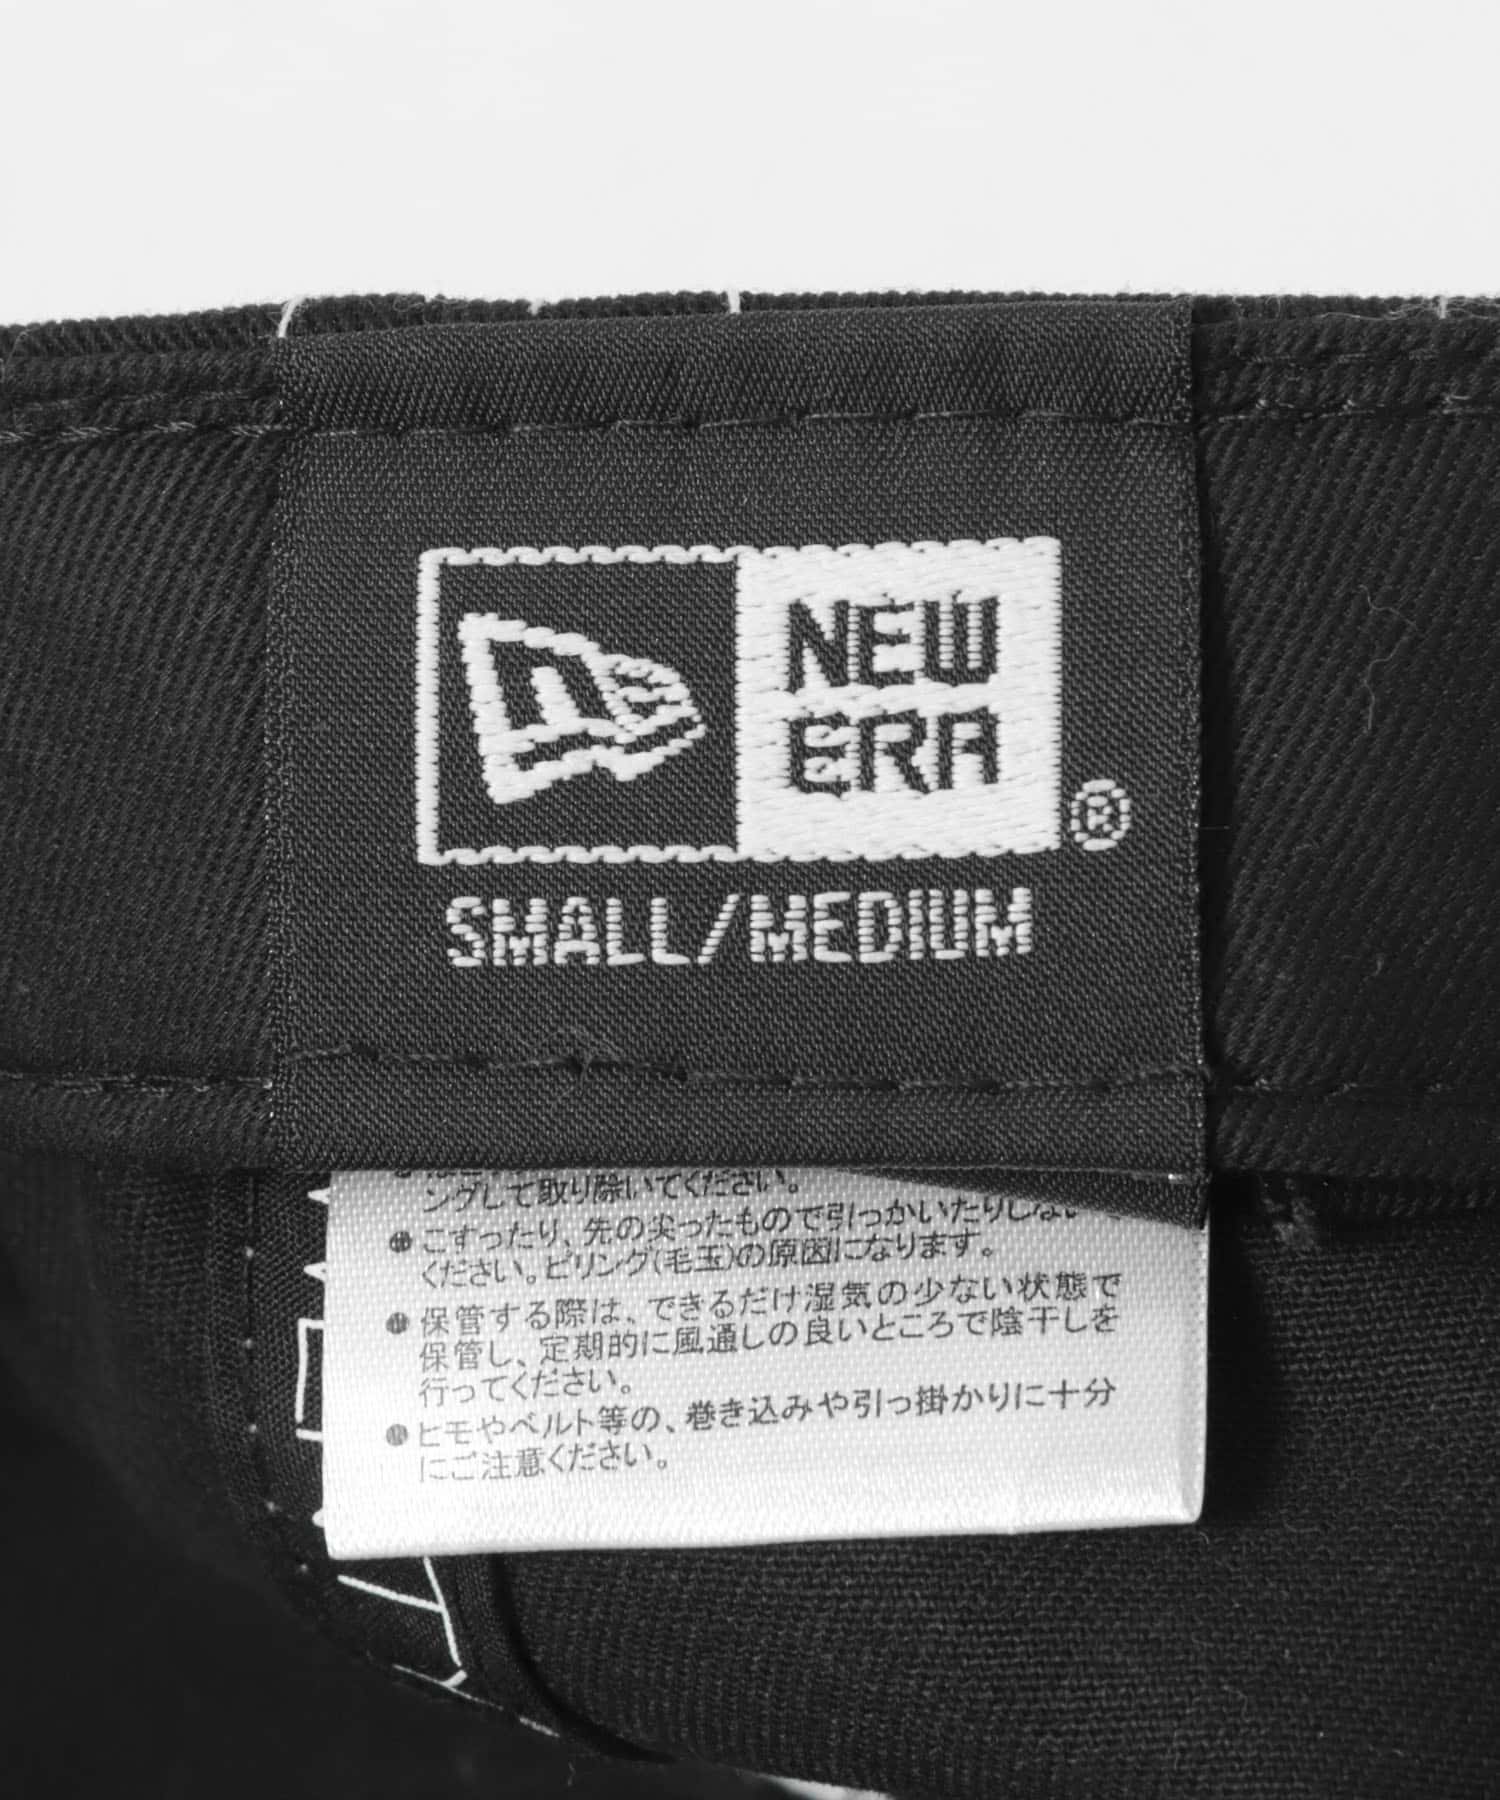 NEW
ERA
®
SMALL/MEDIUM
ングして取り除いてください。
●こすったり、先の尖ったもので引っかいたりしない
ください。ピリング(毛玉)の原因になります。
●保管する際は、できるだけ湿気の少ない状態で
保管し、定期的に風通しの良いところで陰干しを
行ってください。
●ヒモやベルト等の、巻き込みや引っ掛かりに十分
にご注意ください。